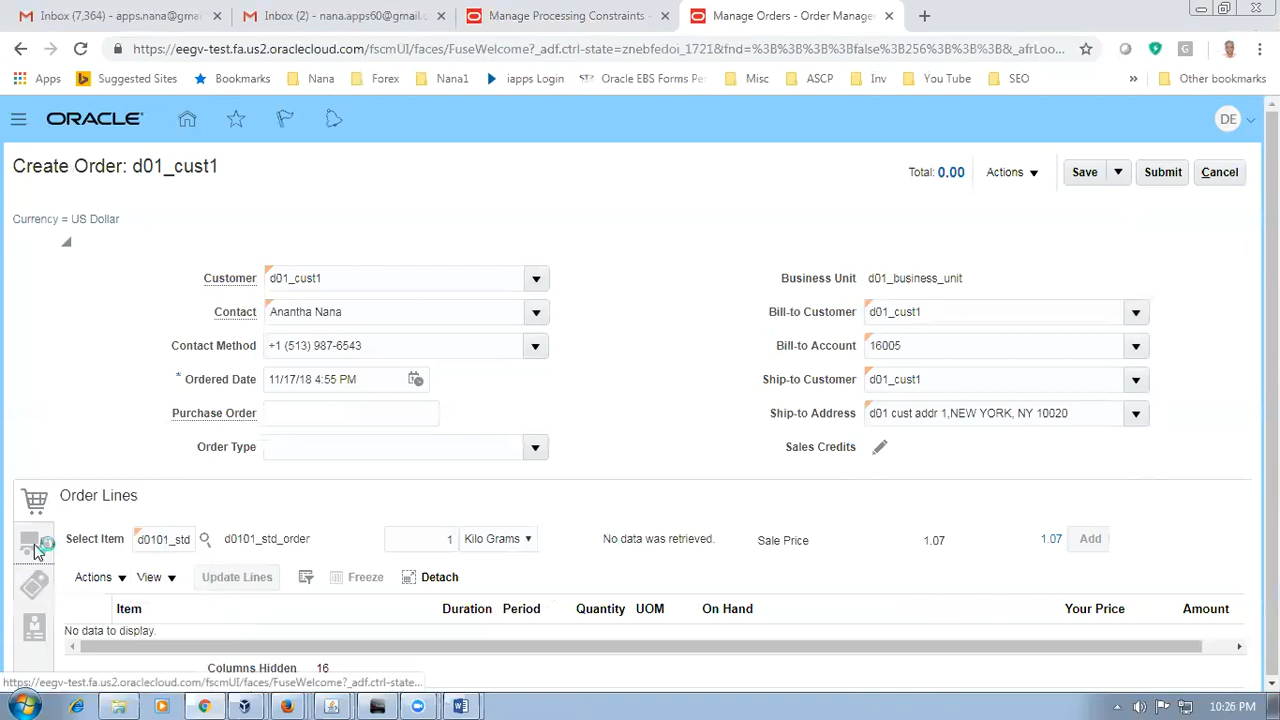 Inbox (7,364) - apps.nana@gmai
Inbox (2) - nana.apps60@gmail.c
Manage Processing Constraints -
Manage Orders - Order Manage
https://eegv-test.fa.us2.oraclecloud.com/fscmUI/faces/FuseWelcome?_adf.ctrl-state=znebfedoi_1721&fnd=%3B%3B%3B%3Bfalse%3B256%3B%3B%3B&_afrLoo...
Apps
Suggested Sites
Bookmarks
Nana
Forex
Nana1
iapps Login
Oracle EBS Forms Pe
Misc
ASCP
Inv
You Tube
SEO
Other bookmarks
ORACLE
DE
Create Order: d01_cust1
Total: 0.00
Actions
Save
Submit
Cancel
Currency = US Dollar
Customer d01_cust1
Business Unit d01_business_unit
Contact Anantha Nana
Bill-to Customer d01_cust1
Contact Method +1 (513) 987-6543
Bill-to Account 16005
* Ordered Date 11/17/18 4:55 PM
Ship-to Customer d01_cust1
Purchase Order
Ship-to Address d01 cust addr 1,NEW YORK, NY 10020
Order Type
Sales Credits
Order Lines
Select Item d0101_std d0101_std_order 1 Kilo Grams No data was retrieved. Sale Price 1.07 1.07 Add
Actions View Update Lines Freeze Detach
Item Duration Period Quantity UOM On Hand Your Price Amount
No data to display.
Columns Hidden 16
https://eegv-test.fa.us2.oraclecloud.com/fscmUI/faces/FuseWelcome?_adf.ctrl-state...
10:26 PM